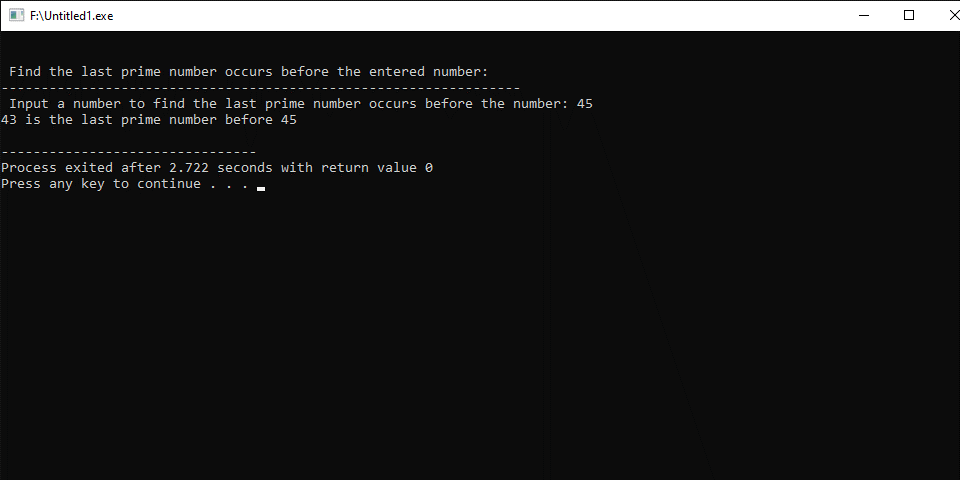 F:\Untitled1.exe
Find the last prime number occurs before the entered number:
-----------------------------------------------------------------
Input a number to find the last prime number occurs before the number: 45
43 is the last prime number before 45
--------------------------------
Process exited after 2.722 seconds with return value 0
Press any key to continue . . .